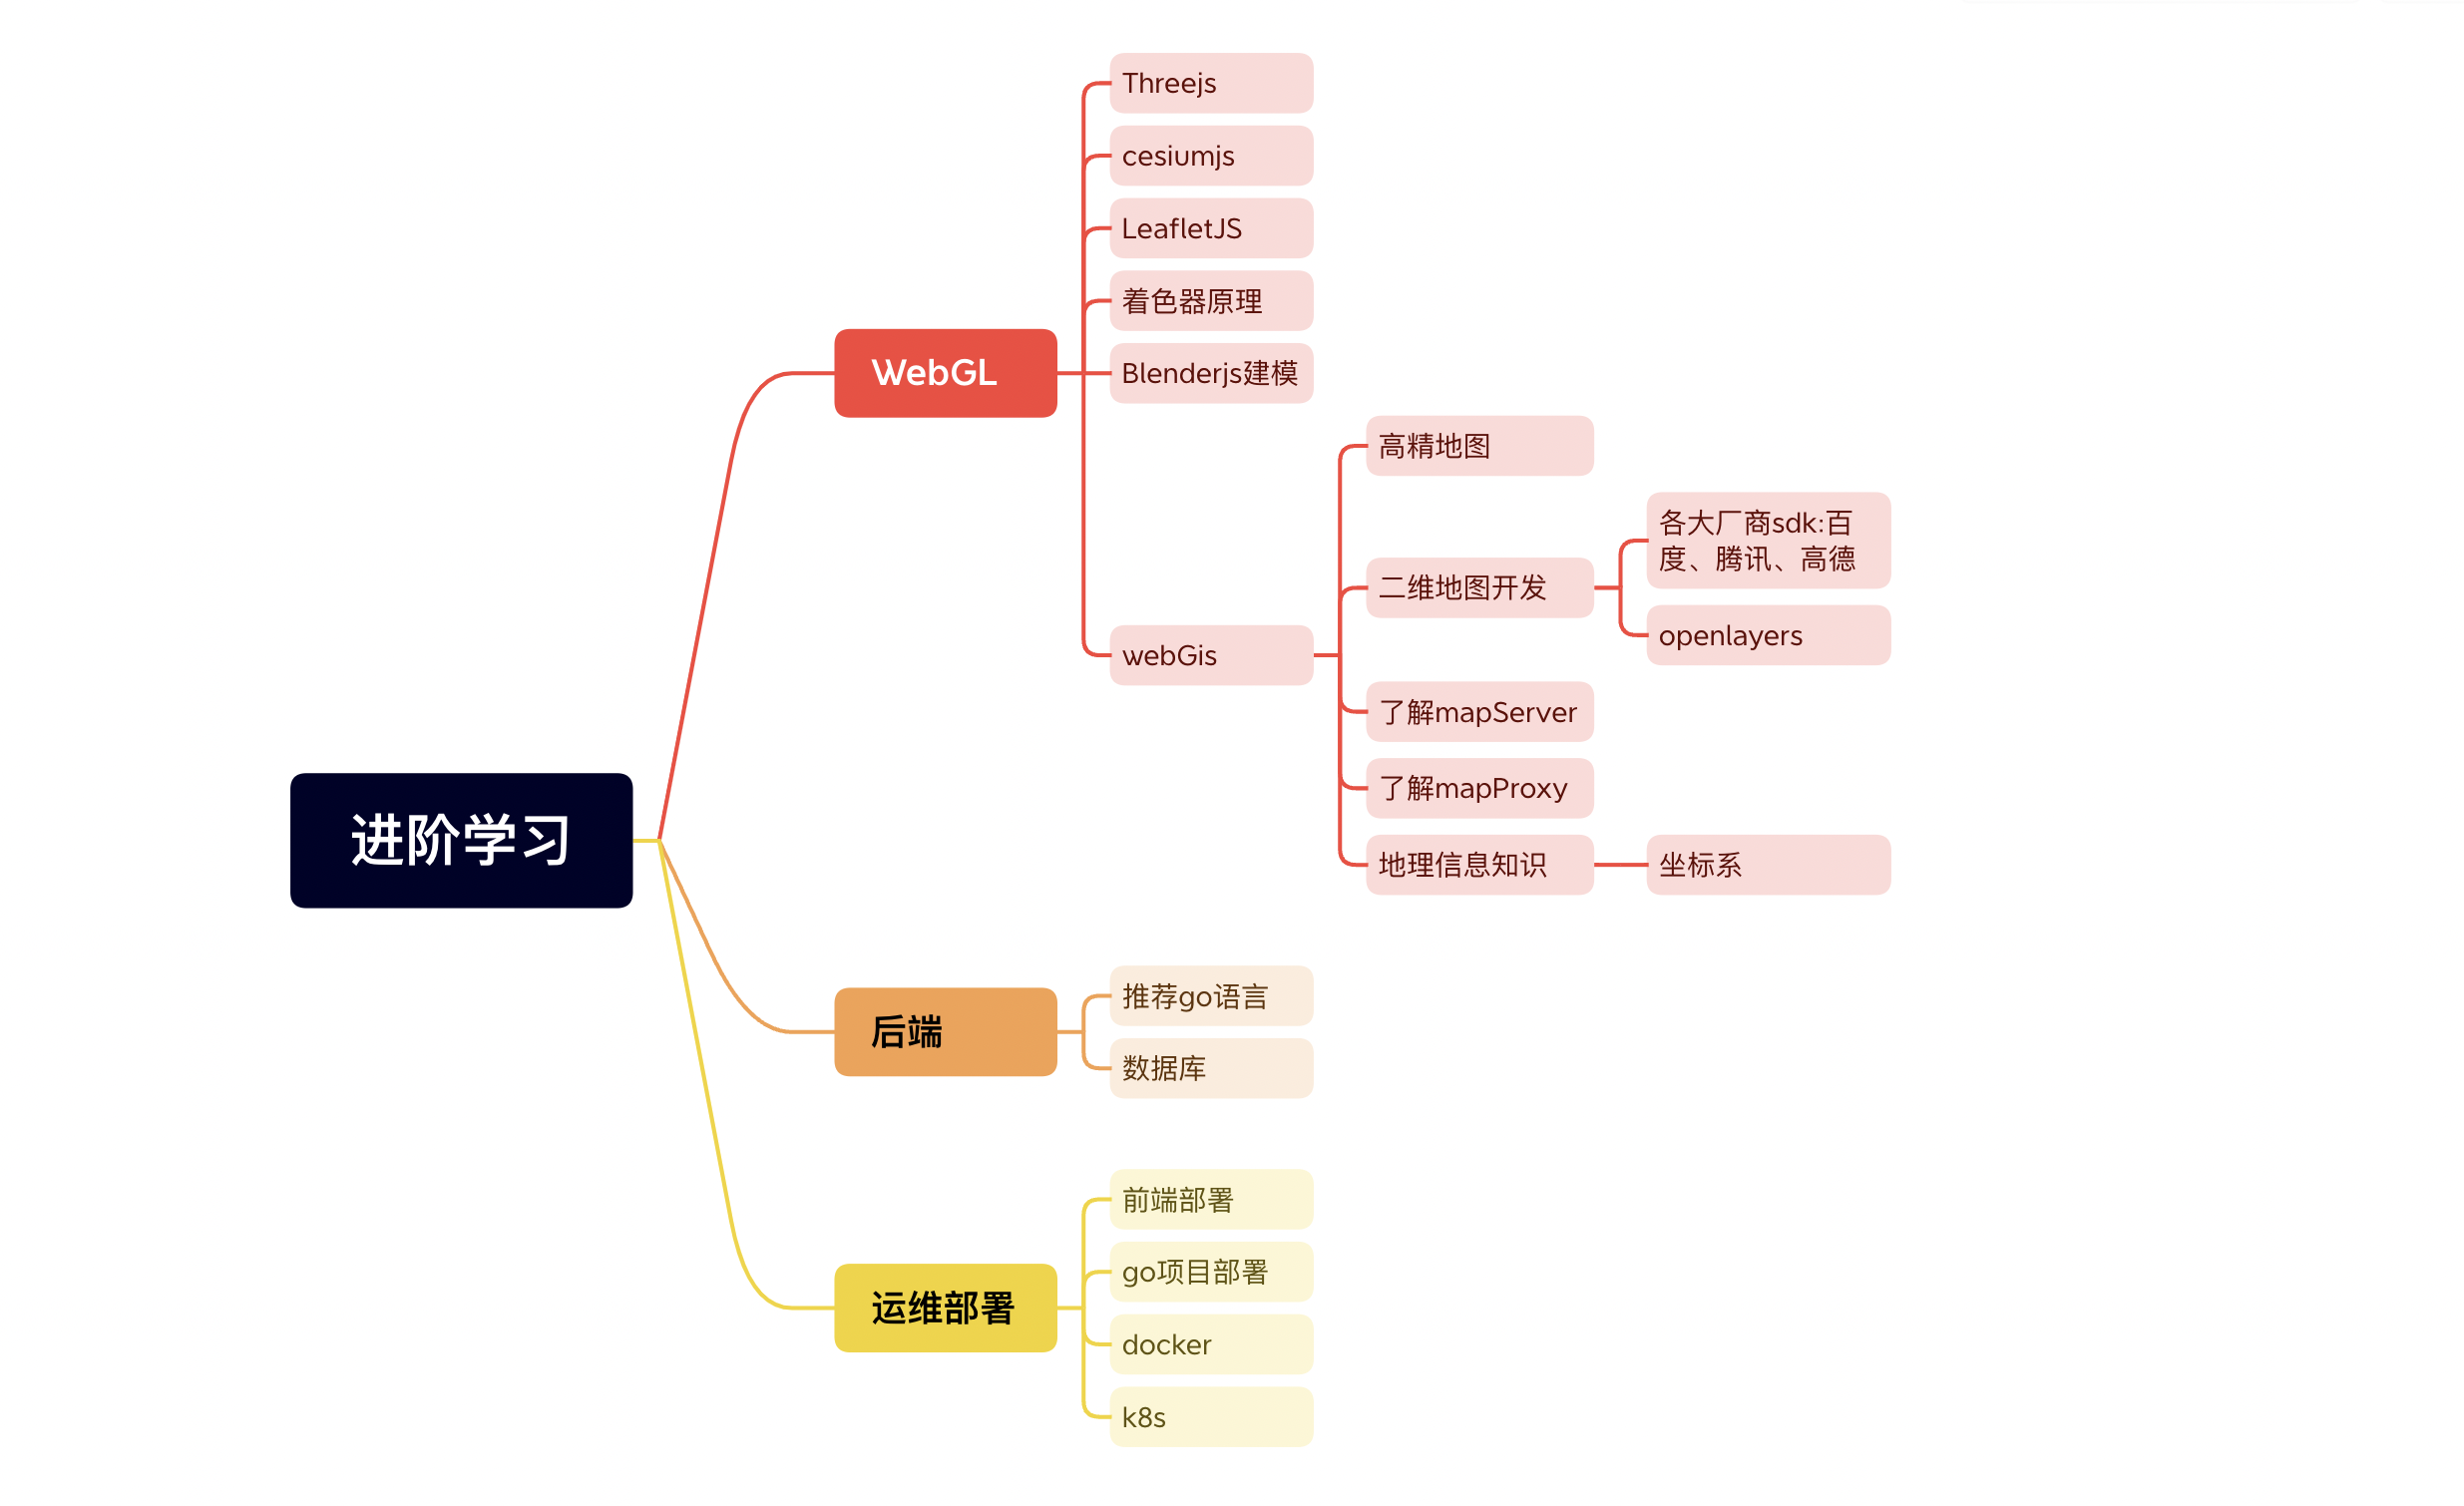 进阶学习
WebGL
Threejs
cesiumjs
LeafletJS
着色器原理
Blenderjs建模
webGis
高精地图
二维地图开发
各大厂商sdk:百
度、腾讯、高德
openlayers
了解mapServer
了解mapProxy
地理信息知识
坐标系
后端
推荐go语言
数据库
运维部署
前端部署
go项目部署
docker
k8s